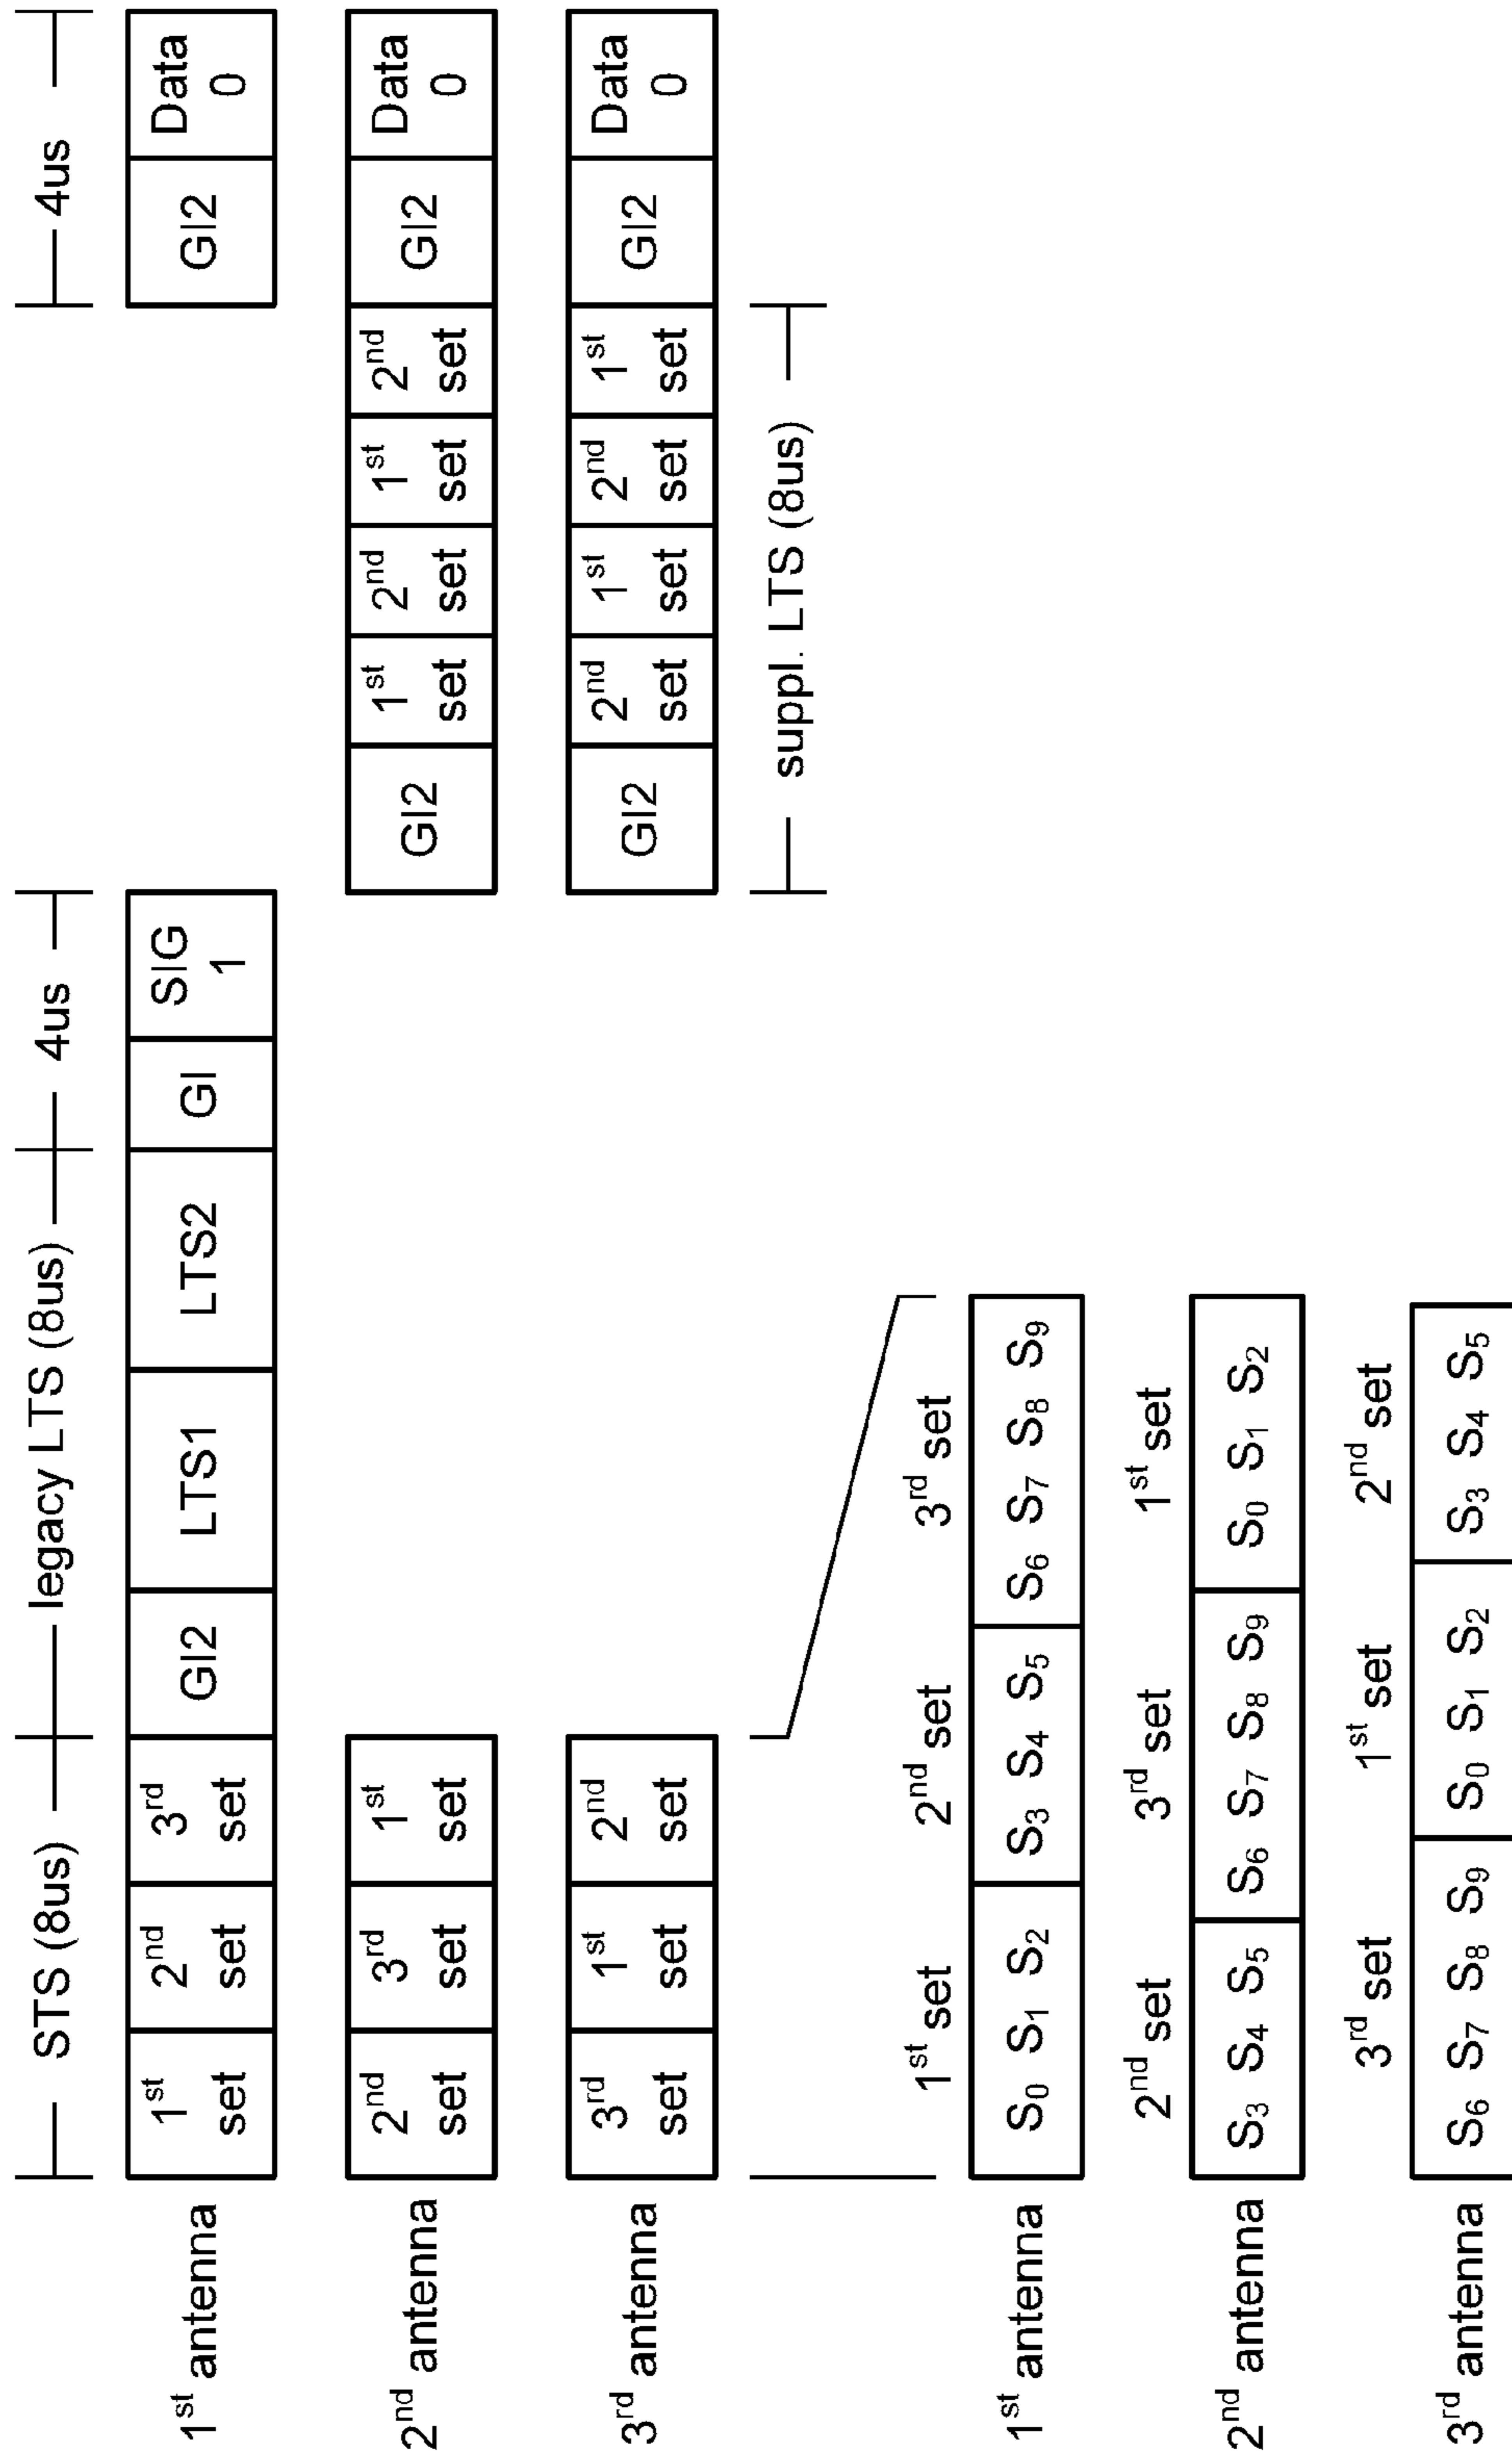 STS (8us) legacy LTS (8us) 4us 4us
1st antenna 1st set 2nd set 3rd set GI2 LTS1 LTS2 GI SIG 1 GI2 Data 0
2nd antenna 2nd set 3rd set 1st set GI2 1st set 2nd set 1st set 2nd set GI2 Data 0
3rd antenna 3rd set 1st set 2nd set GI2 2nd set 1st set 2nd set 1st set GI2 Data 0
suppl. LTS (8us)
1st set 2nd set 3rd set
1st antenna S0 S1 S2 S3 S4 S5 S6 S7 S8 S9
2nd set 3rd set 1st set
2nd antenna S3 S4 S5 S6 S7 S8 S9 S0 S1 S2
3rd set 1st set 2nd set
3rd antenna S6 S7 S8 S9 S0 S1 S2 S3 S4 S5